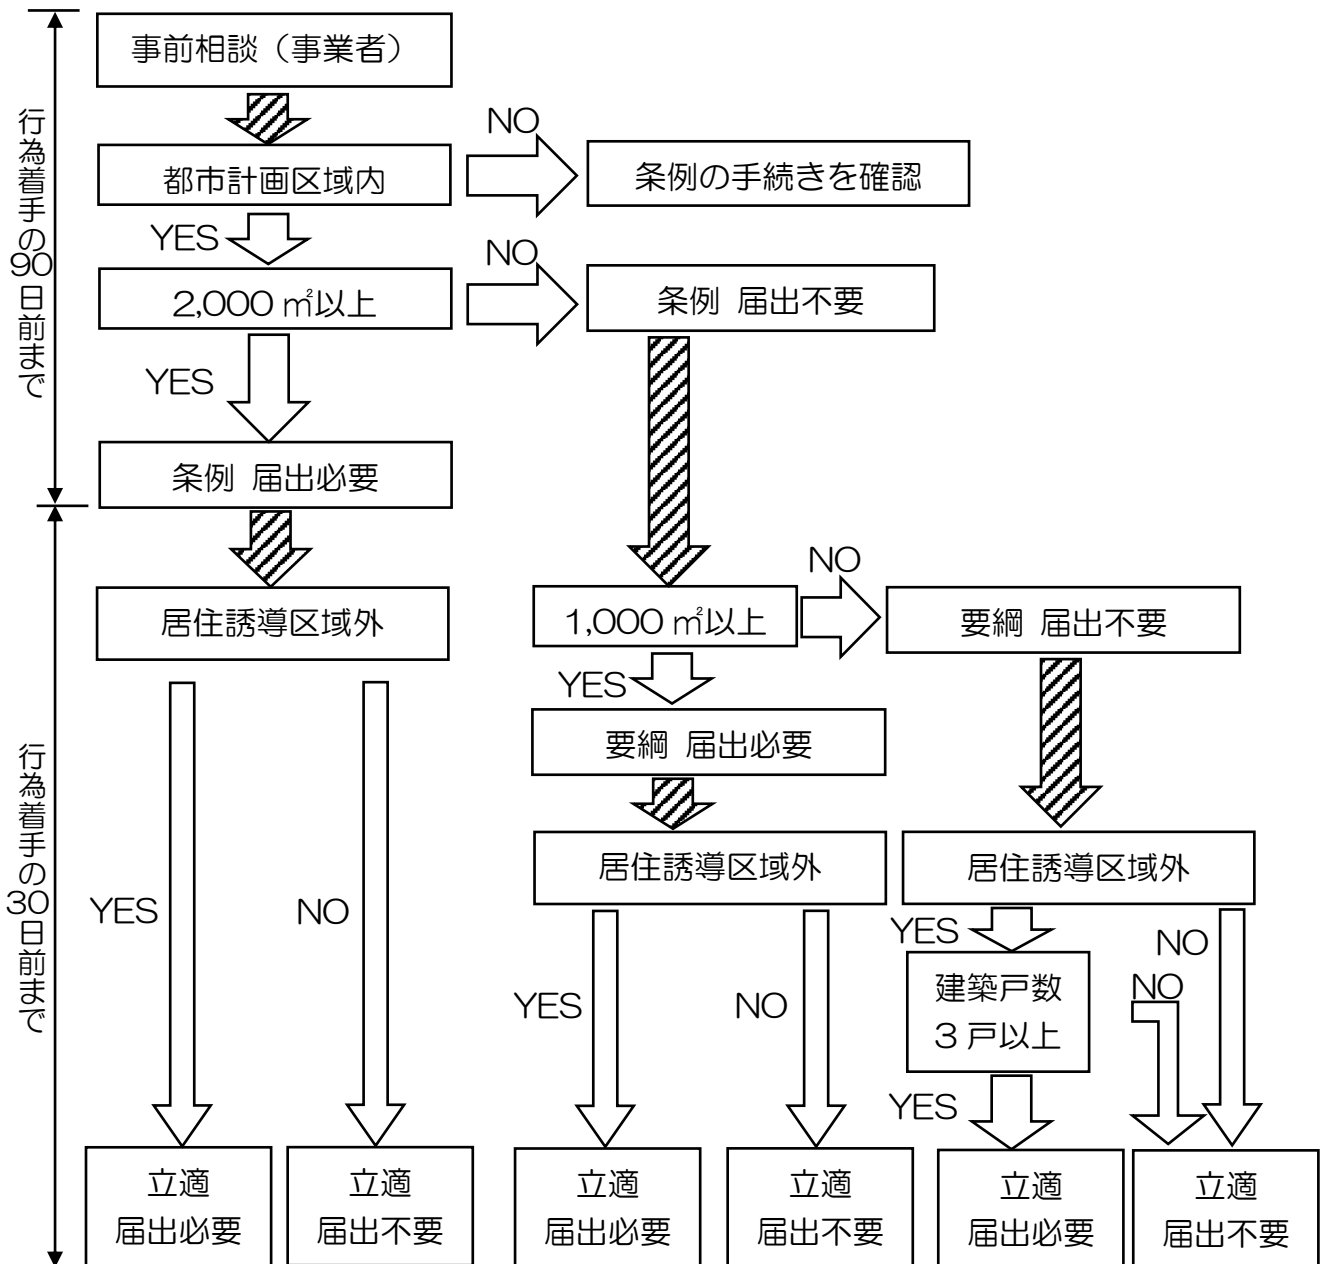 事前相談（事業者）
行為着手の90日前まで
NO
都市計画区域内
条例の手続きを確認
YES
NO
2,000 ㎡以上
条例 届出不要
YES
条例 届出必要
行為着手の30日前まで
居住誘導区域外
1,000 ㎡以上
NO
要綱 届出不要
YES
要綱 届出必要
居住誘導区域外
居住誘導区域外
YES
NO
YES
NO
YES
建築戸数
3 戸以上
NO
NO
YES
立適
届出必要
立適
届出不要
立適
届出必要
立適
届出不要
立適
届出必要
立適
届出不要